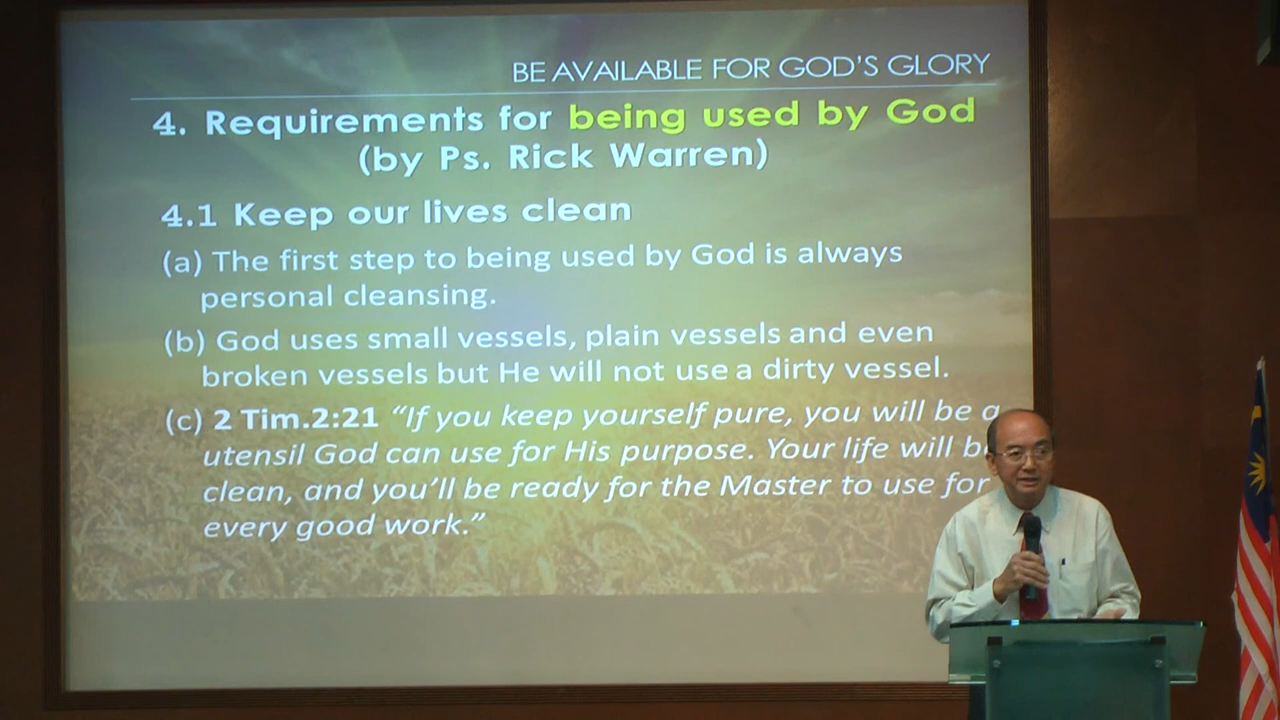 BE AVAILABLE FOR GOD'S GLORY
4. Requirements for being used by God
(by Ps. Rick Warren)
4.1 Keep our lives clean
(a) The first step to being used by God is always
personal cleansing.
(b) God uses small vessels, plain vessels and even
broken vessels but He will not use a dirty vessel.
(c) 2 Tim.2:21 “If you keep yourself pure, you will be a
utensil God can use for His purpose. Your life will be
clean, and you’ll be ready for the Master to use for
every good work.”